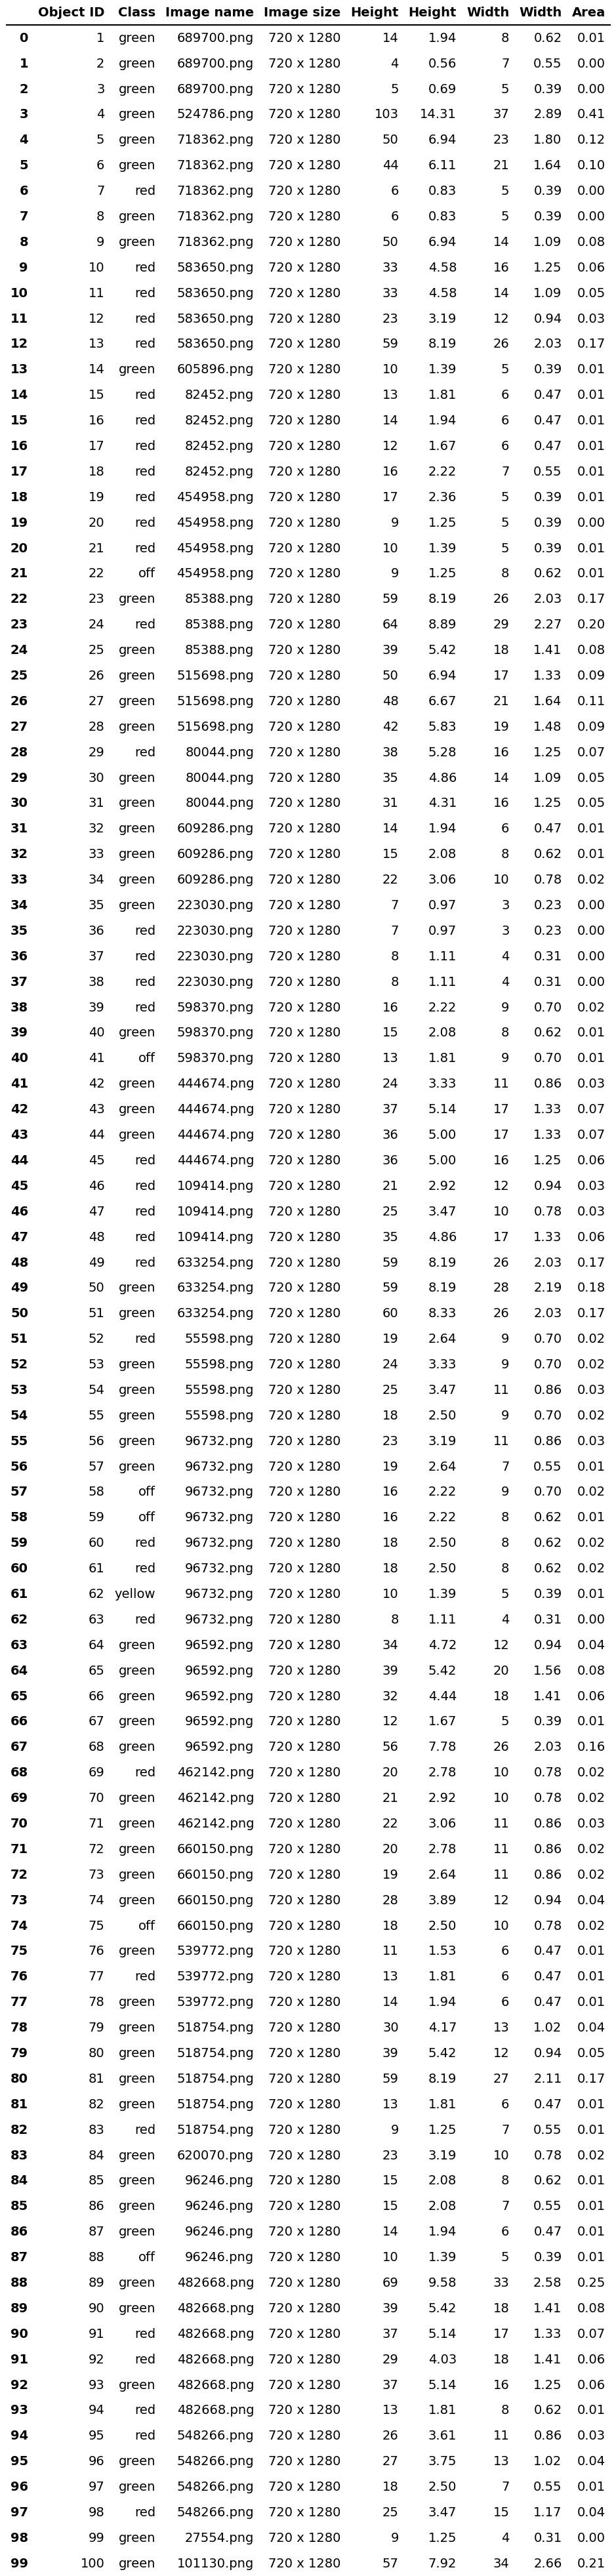 Object ID Class Image name Image size Height Height Width Width Area
0 1 green 689700.png 720 x 1280 14 1.94 8 0.62 0.01
1 2 green 689700.png 720 x 1280 4 0.56 7 0.55 0.00
2 3 green 689700.png 720 x 1280 5 0.69 5 0.39 0.00
3 4 green 524786.png 720 x 1280 103 14.31 37 2.89 0.41
4 5 green 718362.png 720 x 1280 50 6.94 23 1.80 0.12
5 6 green 718362.png 720 x 1280 44 6.11 21 1.64 0.10
6 7 red 718362.png 720 x 1280 6 0.83 5 0.39 0.00
7 8 green 718362.png 720 x 1280 6 0.83 5 0.39 0.00
8 9 green 718362.png 720 x 1280 50 6.94 14 1.09 0.08
9 10 red 583650.png 720 x 1280 33 4.58 16 1.25 0.06
10 11 red 583650.png 720 x 1280 33 4.58 14 1.09 0.05
11 12 red 583650.png 720 x 1280 23 3.19 12 0.94 0.03
12 13 red 583650.png 720 x 1280 59 8.19 26 2.03 0.17
13 14 green 605896.png 720 x 1280 10 1.39 5 0.39 0.01
14 15 red 82452.png 720 x 1280 13 1.81 6 0.47 0.01
15 16 red 82452.png 720 x 1280 14 1.94 6 0.47 0.01
16 17 red 82452.png 720 x 1280 12 1.67 6 0.47 0.01
17 18 red 82452.png 720 x 1280 16 2.22 7 0.55 0.01
18 19 red 454958.png 720 x 1280 17 2.36 5 0.39 0.01
19 20 red 454958.png 720 x 1280 9 1.25 5 0.39 0.00
20 21 red 454958.png 720 x 1280 10 1.39 5 0.39 0.01
21 22 off 454958.png 720 x 1280 9 1.25 8 0.62 0.01
22 23 green 85388.png 720 x 1280 59 8.19 26 2.03 0.17
23 24 red 85388.png 720 x 1280 64 8.89 29 2.27 0.20
24 25 green 85388.png 720 x 1280 39 5.42 18 1.41 0.08
25 26 green 515698.png 720 x 1280 50 6.94 17 1.33 0.09
26 27 green 515698.png 720 x 1280 48 6.67 21 1.64 0.11
27 28 green 515698.png 720 x 1280 42 5.83 19 1.48 0.09
28 29 red 80044.png 720 x 1280 38 5.28 16 1.25 0.07
29 30 green 80044.png 720 x 1280 35 4.86 14 1.09 0.05
30 31 green 80044.png 720 x 1280 31 4.31 16 1.25 0.05
31 32 green 609286.png 720 x 1280 14 1.94 6 0.47 0.01
32 33 green 609286.png 720 x 1280 15 2.08 8 0.62 0.01
33 34 green 609286.png 720 x 1280 22 3.06 10 0.78 0.02
34 35 green 223030.png 720 x 1280 7 0.97 3 0.23 0.00
35 36 red 223030.png 720 x 1280 7 0.97 3 0.23 0.00
36 37 red 223030.png 720 x 1280 8 1.11 4 0.31 0.00
37 38 red 223030.png 720 x 1280 8 1.11 4 0.31 0.00
38 39 red 598370.png 720 x 1280 16 2.22 9 0.70 0.02
39 40 green 598370.png 720 x 1280 15 2.08 8 0.62 0.01
40 41 off 598370.png 720 x 1280 13 1.81 9 0.70 0.01
41 42 green 444674.png 720 x 1280 24 3.33 11 0.86 0.03
42 43 green 444674.png 720 x 1280 37 5.14 17 1.33 0.07
43 44 green 444674.png 720 x 1280 36 5.00 17 1.33 0.07
44 45 red 444674.png 720 x 1280 36 5.00 16 1.25 0.06
45 46 red 109414.png 720 x 1280 21 2.92 12 0.94 0.03
46 47 red 109414.png 720 x 1280 25 3.47 10 0.78 0.03
47 48 red 109414.png 720 x 1280 35 4.86 17 1.33 0.06
48 49 red 633254.png 720 x 1280 59 8.19 26 2.03 0.17
49 50 green 633254.png 720 x 1280 59 8.19 28 2.19 0.18
50 51 green 633254.png 720 x 1280 60 8.33 26 2.03 0.17
51 52 red 55598.png 720 x 1280 19 2.64 9 0.70 0.02
52 53 green 55598.png 720 x 1280 24 3.33 9 0.70 0.02
53 54 green 55598.png 720 x 1280 25 3.47 11 0.86 0.03
54 55 green 55598.png 720 x 1280 18 2.50 9 0.70 0.02
55 56 green 96732.png 720 x 1280 23 3.19 11 0.86 0.03
56 57 green 96732.png 720 x 1280 19 2.64 7 0.55 0.01
57 58 off 96732.png 720 x 1280 16 2.22 9 0.70 0.02
58 59 off 96732.png 720 x 1280 16 2.22 8 0.62 0.01
59 60 red 96732.png 720 x 1280 18 2.50 8 0.62 0.02
60 61 red 96732.png 720 x 1280 18 2.50 8 0.62 0.02
61 62 yellow 96732.png 720 x 1280 10 1.39 5 0.39 0.01
62 63 red 96732.png 720 x 1280 8 1.11 4 0.31 0.00
63 64 green 96592.png 720 x 1280 34 4.72 12 0.94 0.04
64 65 green 96592.png 720 x 1280 39 5.42 20 1.56 0.08
65 66 green 96592.png 720 x 1280 32 4.44 18 1.41 0.06
66 67 green 96592.png 720 x 1280 12 1.67 5 0.39 0.01
67 68 green 96592.png 720 x 1280 56 7.78 26 2.03 0.16
68 69 red 462142.png 720 x 1280 20 2.78 10 0.78 0.02
69 70 green 462142.png 720 x 1280 21 2.92 10 0.78 0.02
70 71 green 462142.png 720 x 1280 22 3.06 11 0.86 0.03
71 72 green 660150.png 720 x 1280 20 2.78 11 0.86 0.02
72 73 green 660150.png 720 x 1280 19 2.64 11 0.86 0.02
73 74 green 660150.png 720 x 1280 28 3.89 12 0.94 0.04
74 75 off 660150.png 720 x 1280 18 2.50 10 0.78 0.02
75 76 green 539772.png 720 x 1280 11 1.53 6 0.47 0.01
76 77 red 539772.png 720 x 1280 13 1.81 6 0.47 0.01
77 78 green 539772.png 720 x 1280 14 1.94 6 0.47 0.01
78 79 green 518754.png 720 x 1280 30 4.17 13 1.02 0.04
79 80 green 518754.png 720 x 1280 39 5.42 12 0.94 0.05
80 81 green 518754.png 720 x 1280 59 8.19 27 2.11 0.17
81 82 green 518754.png 720 x 1280 13 1.81 6 0.47 0.01
82 83 red 518754.png 720 x 1280 9 1.25 7 0.55 0.01
83 84 green 620070.png 720 x 1280 23 3.19 10 0.78 0.02
84 85 green 96246.png 720 x 1280 15 2.08 8 0.62 0.01
85 86 green 96246.png 720 x 1280 15 2.08 7 0.55 0.01
86 87 green 96246.png 720 x 1280 14 1.94 6 0.47 0.01
87 88 off 96246.png 720 x 1280 10 1.39 5 0.39 0.01
88 89 green 482668.png 720 x 1280 69 9.58 33 2.58 0.25
89 90 green 482668.png 720 x 1280 39 5.42 18 1.41 0.08
90 91 red 482668.png 720 x 1280 37 5.14 17 1.33 0.07
91 92 red 482668.png 720 x 1280 29 4.03 18 1.41 0.06
92 93 green 482668.png 720 x 1280 37 5.14 16 1.25 0.06
93 94 red 482668.png 720 x 1280 13 1.81 8 0.62 0.01
94 95 red 548266.png 720 x 1280 26 3.61 11 0.86 0.03
95 96 green 548266.png 720 x 1280 27 3.75 13 1.02 0.04
96 97 green 548266.png 720 x 1280 18 2.50 7 0.55 0.01
97 98 red 548266.png 720 x 1280 25 3.47 15 1.17 0.04
98 99 green 27554.png 720 x 1280 9 1.25 4 0.31 0.00
99 100 green 101130.png 720 x 1280 57 7.92 34 2.66 0.21